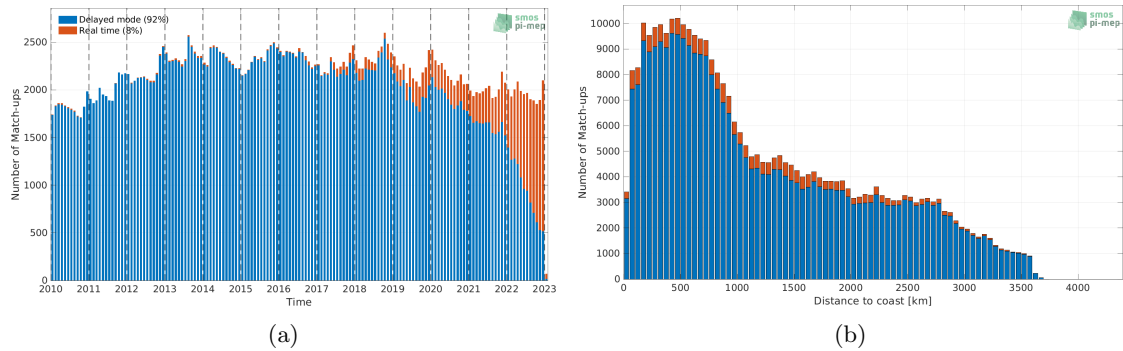 Delayed mode (92%)
Real time (8%)
smos
pi-mep
2500
2000
1500
1000
500
0
Number of Match-ups
2010 2011 2012 2013 2014 2015 2016 2017 2018 2019 2020 2021 2022 2023
Time
(a)
smos
pi-mep
10000
9000
8000
7000
6000
5000
4000
3000
2000
1000
0
Number of Match-ups
0 500 1000 1500 2000 2500 3000 3500 4000
Distance to coast [km]
(b)